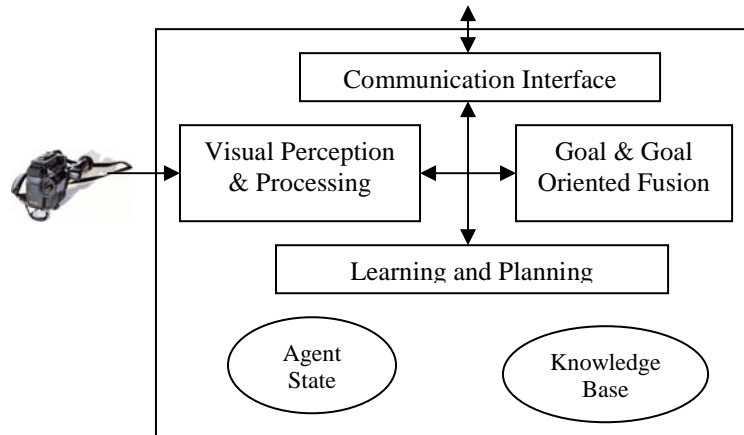 Communication Interface
Visual Perception
& Processing
Goal & Goal
Oriented Fusion
Learning and Planning
Agent
State
Knowledge
Base